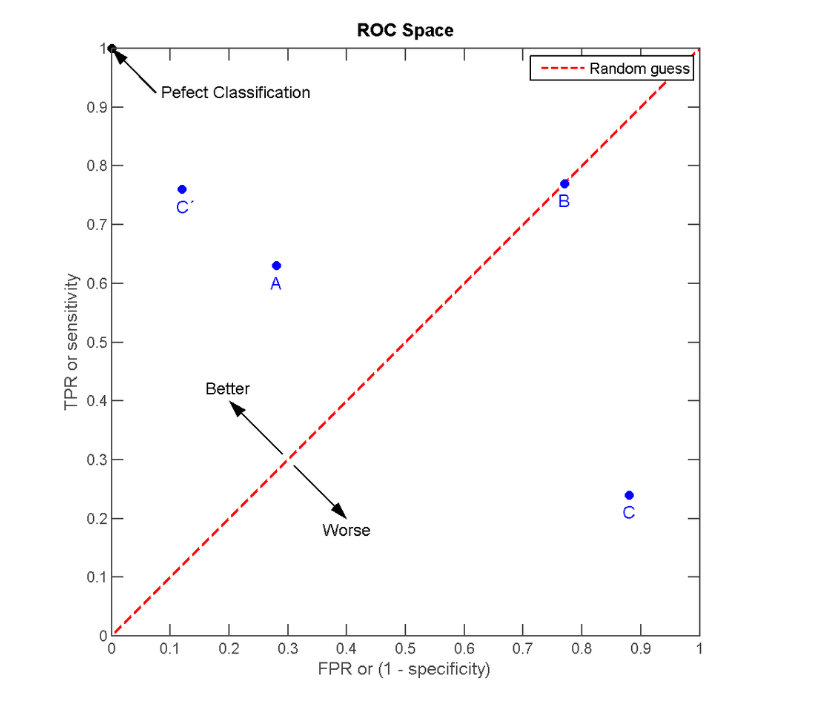 ROC Space
Random guess
Pefect Classification
C´
A
B
Better
Worse
C
TPR or sensitivity
1
0.9
0.8
0.7
0.6
0.5
0.4
0.3
0.2
0.1
0
0 0.1 0.2 0.3 0.4 0.5 0.6 0.7 0.8 0.9 1
FPR or (1 - specificity)